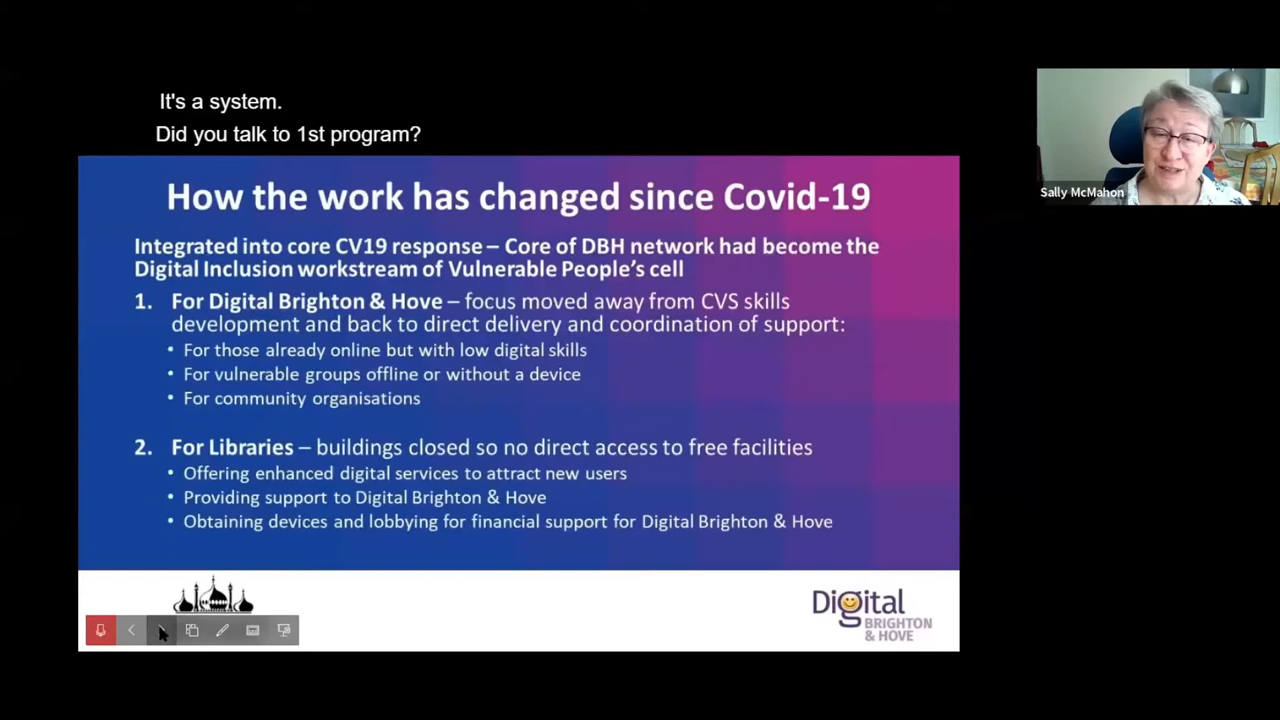 It's a system.
Did you talk to 1st program?
How the work has changed since Covid-19
Integrated into core CV19 response – Core of DBH network had become the
Digital Inclusion workstream of Vulnerable People's cell
1. For Digital Brighton & Hove – focus moved away from CVS skills
development and back to direct delivery and coordination of support:
• For those already online but with low digital skills
• For vulnerable groups offline or without a device
• For community organisations
2. For Libraries – buildings closed so no direct access to free facilities
• Offering enhanced digital services to attract new users
• Providing support to Digital Brighton & Hove
• Obtaining devices and lobbying for financial support for Digital Brighton & Hove
Digital
BRIGHTON
& HOVE
Sally McMahon